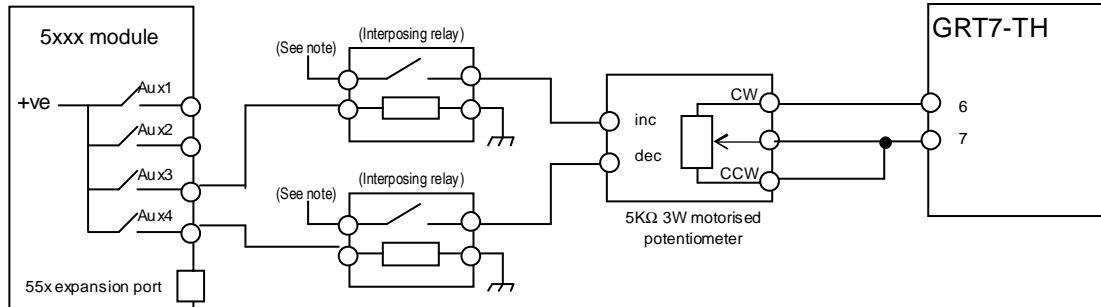 5xxx module
+ve
Aux1
Aux2
Aux3
Aux4
55x expansion port
(See note)
(Interposing relay)
(See note)
(Interposing relay)
inc
dec
CW
CCW
5KΩ 3W motorised
potentiometer
GRT7-TH
6
7